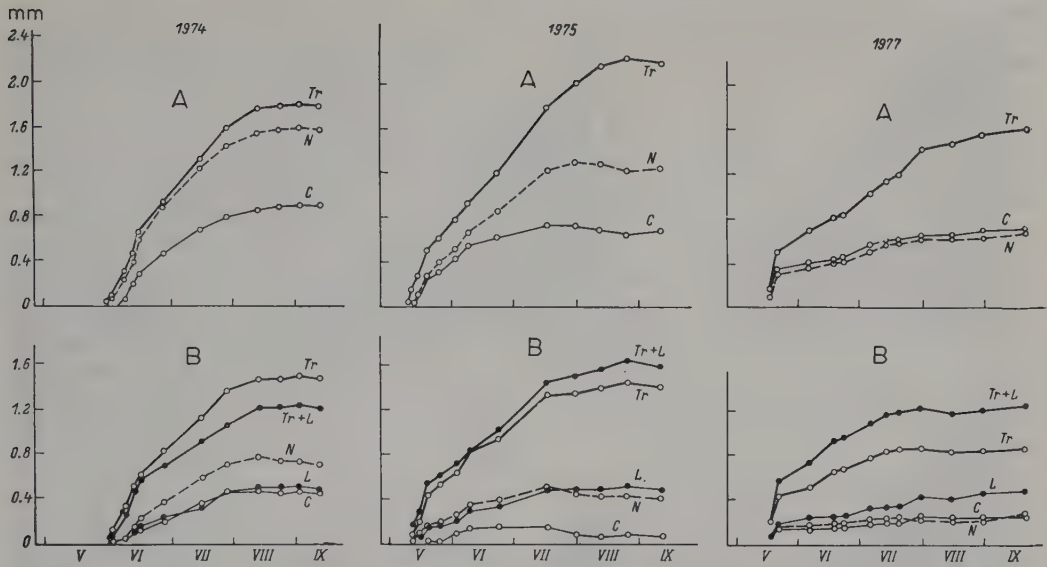 mm
1974
1975
1977
2.4
2.0
1.6
1.2
0.8
0.4
0
A
Tr
N
C
A
Tr
N
C
A
Tr
C
N
1.6
1.2
0.8
0.4
0
B
Tr
Tr+L
N
L
C
B
Tr+L
Tr
L.
N
C
B
Tr+L
Tr
L
C
N
V VI VII VIII IX
V VI VII VIII IX
V VI VII VIII IX